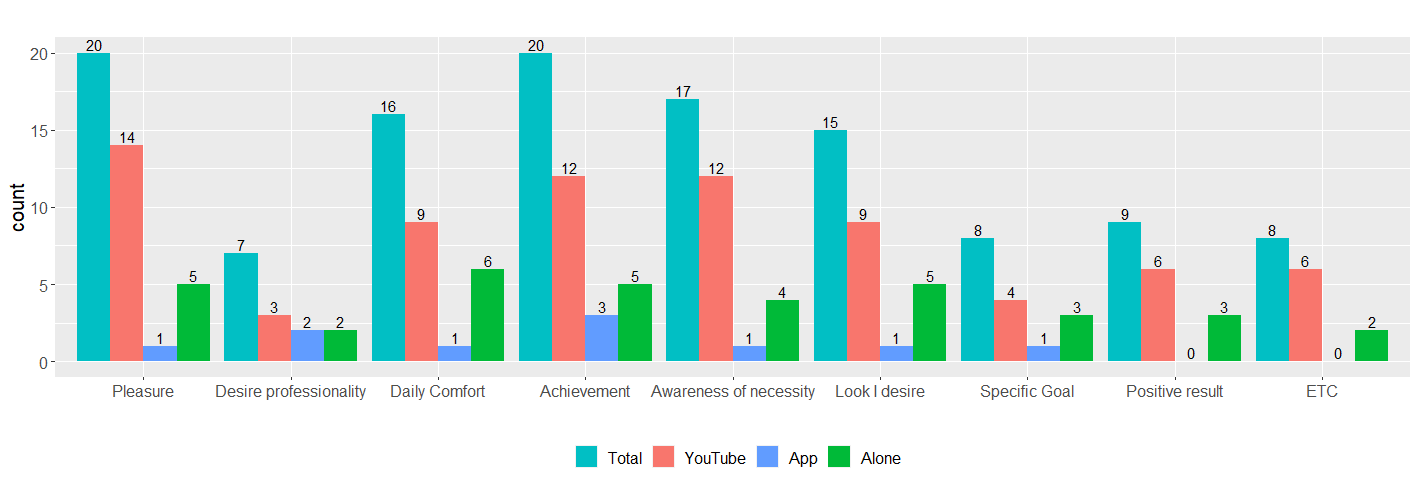 count
20
15
10
5
0
20 14 1 5
7 3 2 2
16 9 1 6
20 12 3 5
17 12 1 4
15 9 1 5
8 4 1 3
9 6 0 3
8 6 0 2
Pleasure Desire professionality Daily Comfort Achievement Awareness of necessity Look I desire Specific Goal Positive result ETC
Total YouTube App Alone